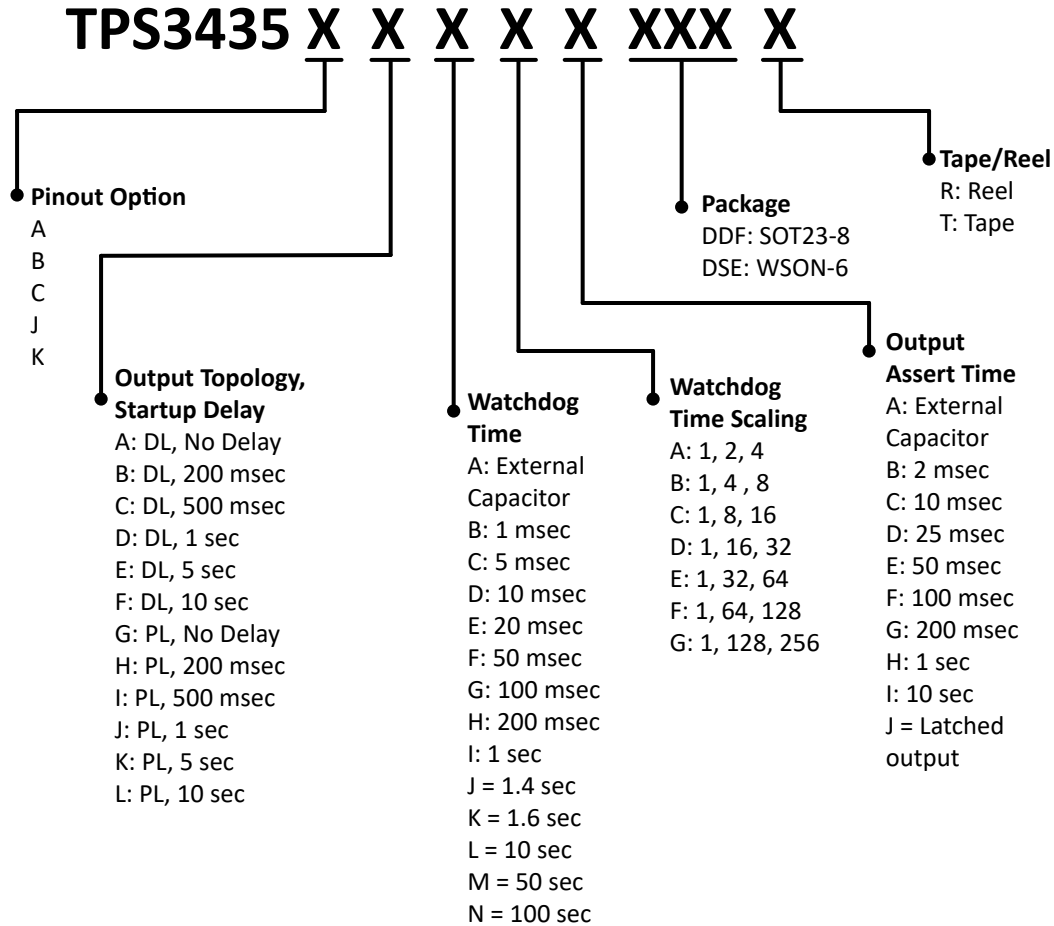 TPS3435 X X X X X XXX X
Pinout Option
A
B
C
J
K
Output Topology,
Startup Delay
A: DL, No Delay
B: DL, 200 msec
C: DL, 500 msec
D: DL, 1 sec
E: DL, 5 sec
F: DL, 10 sec
G: PL, No Delay
H: PL, 200 msec
I: PL, 500 msec
J: PL, 1 sec
K: PL, 5 sec
L: PL, 10 sec
Watchdog
Time
A: External
Capacitor
B: 1 msec
C: 5 msec
D: 10 msec
E: 20 msec
F: 50 msec
G: 100 msec
H: 200 msec
I: 1 sec
J = 1.4 sec
K = 1.6 sec
L = 10 sec
M = 50 sec
N = 100 sec
Watchdog
Time Scaling
A: 1, 2, 4
B: 1, 4 , 8
C: 1, 8, 16
D: 1, 16, 32
E: 1, 32, 64
F: 1, 64, 128
G: 1, 128, 256
Package
DDF: SOT23-8
DSE: WSON-6
Output
Assert Time
A: External
Capacitor
B: 2 msec
C: 10 msec
D: 25 msec
E: 50 msec
F: 100 msec
G: 200 msec
H: 1 sec
I: 10 sec
J = Latched
output
Tape/Reel
R: Reel
T: Tape